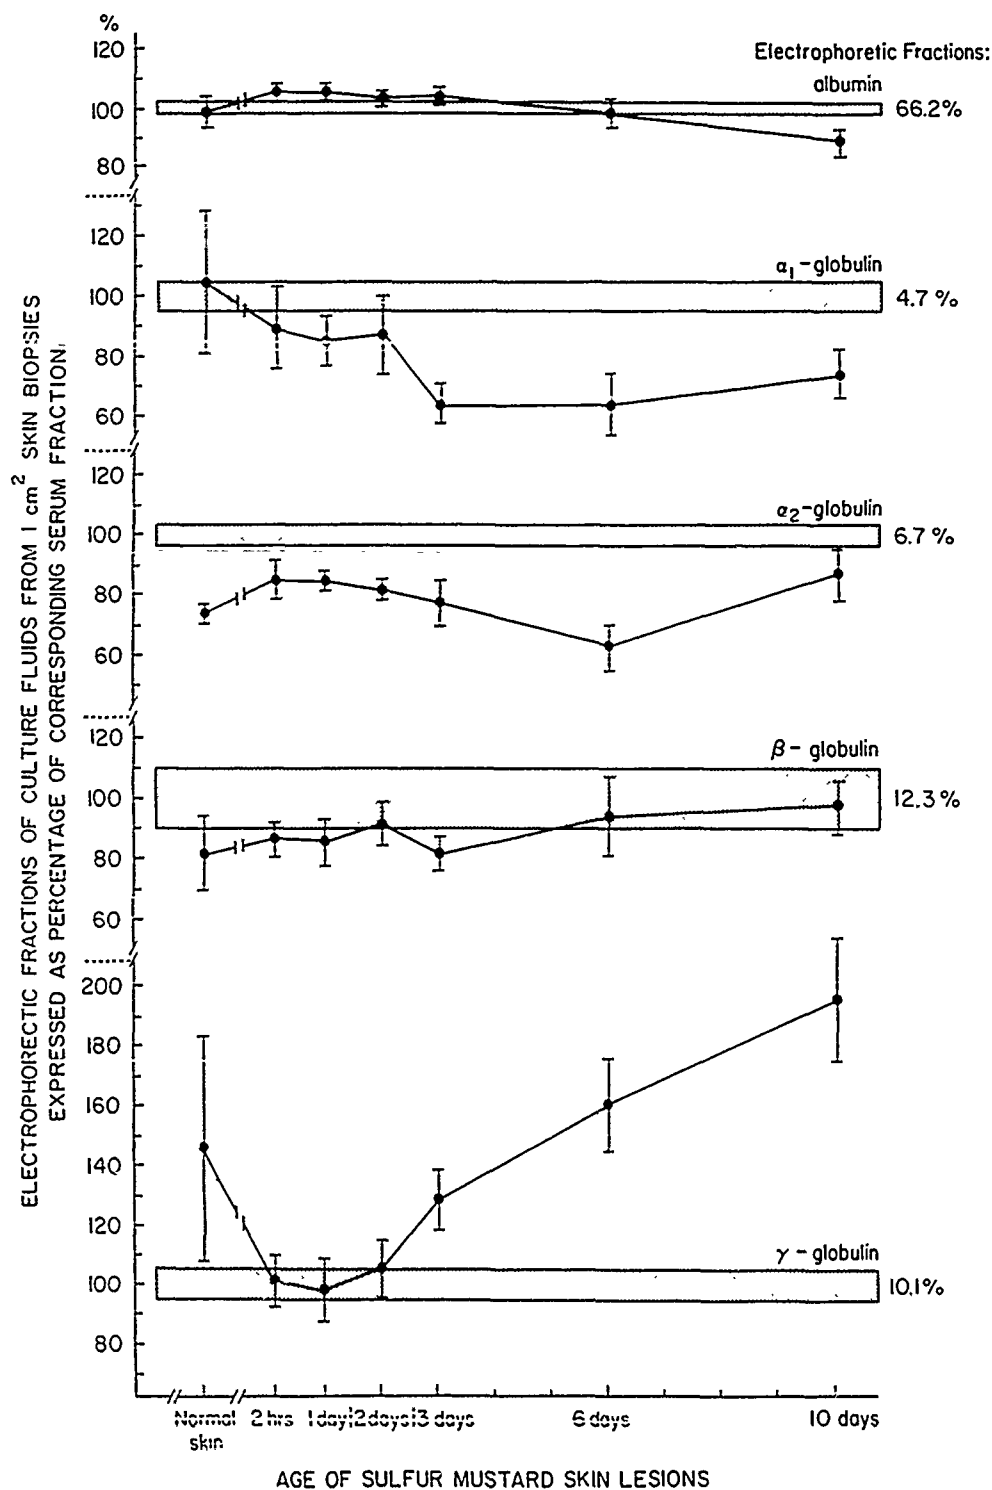 %
120
Electrophoretic Fractions:
albumin
100
66.2%
80
120
α1-globulin
100
4.7 %
80
60
120
α2-globulin
100
6.7 %
80
60
120
β - globulin
100
12.3 %
80
60
200
180
160
140
120
γ - globulin
100
10.1%
80
Normal skin
2 hrs
1 day
2 days
3 days
6 days
10 days
AGE OF SULFUR MUSTARD SKIN LESIONS
ELECTROPHORECTIC FRACTIONS OF CULTURE FLUIDS FROM 1 cm² SKIN BIOPSIES
EXPRESSED AS PERCENTAGE OF CORRESPONDING SERUM FRACTION.